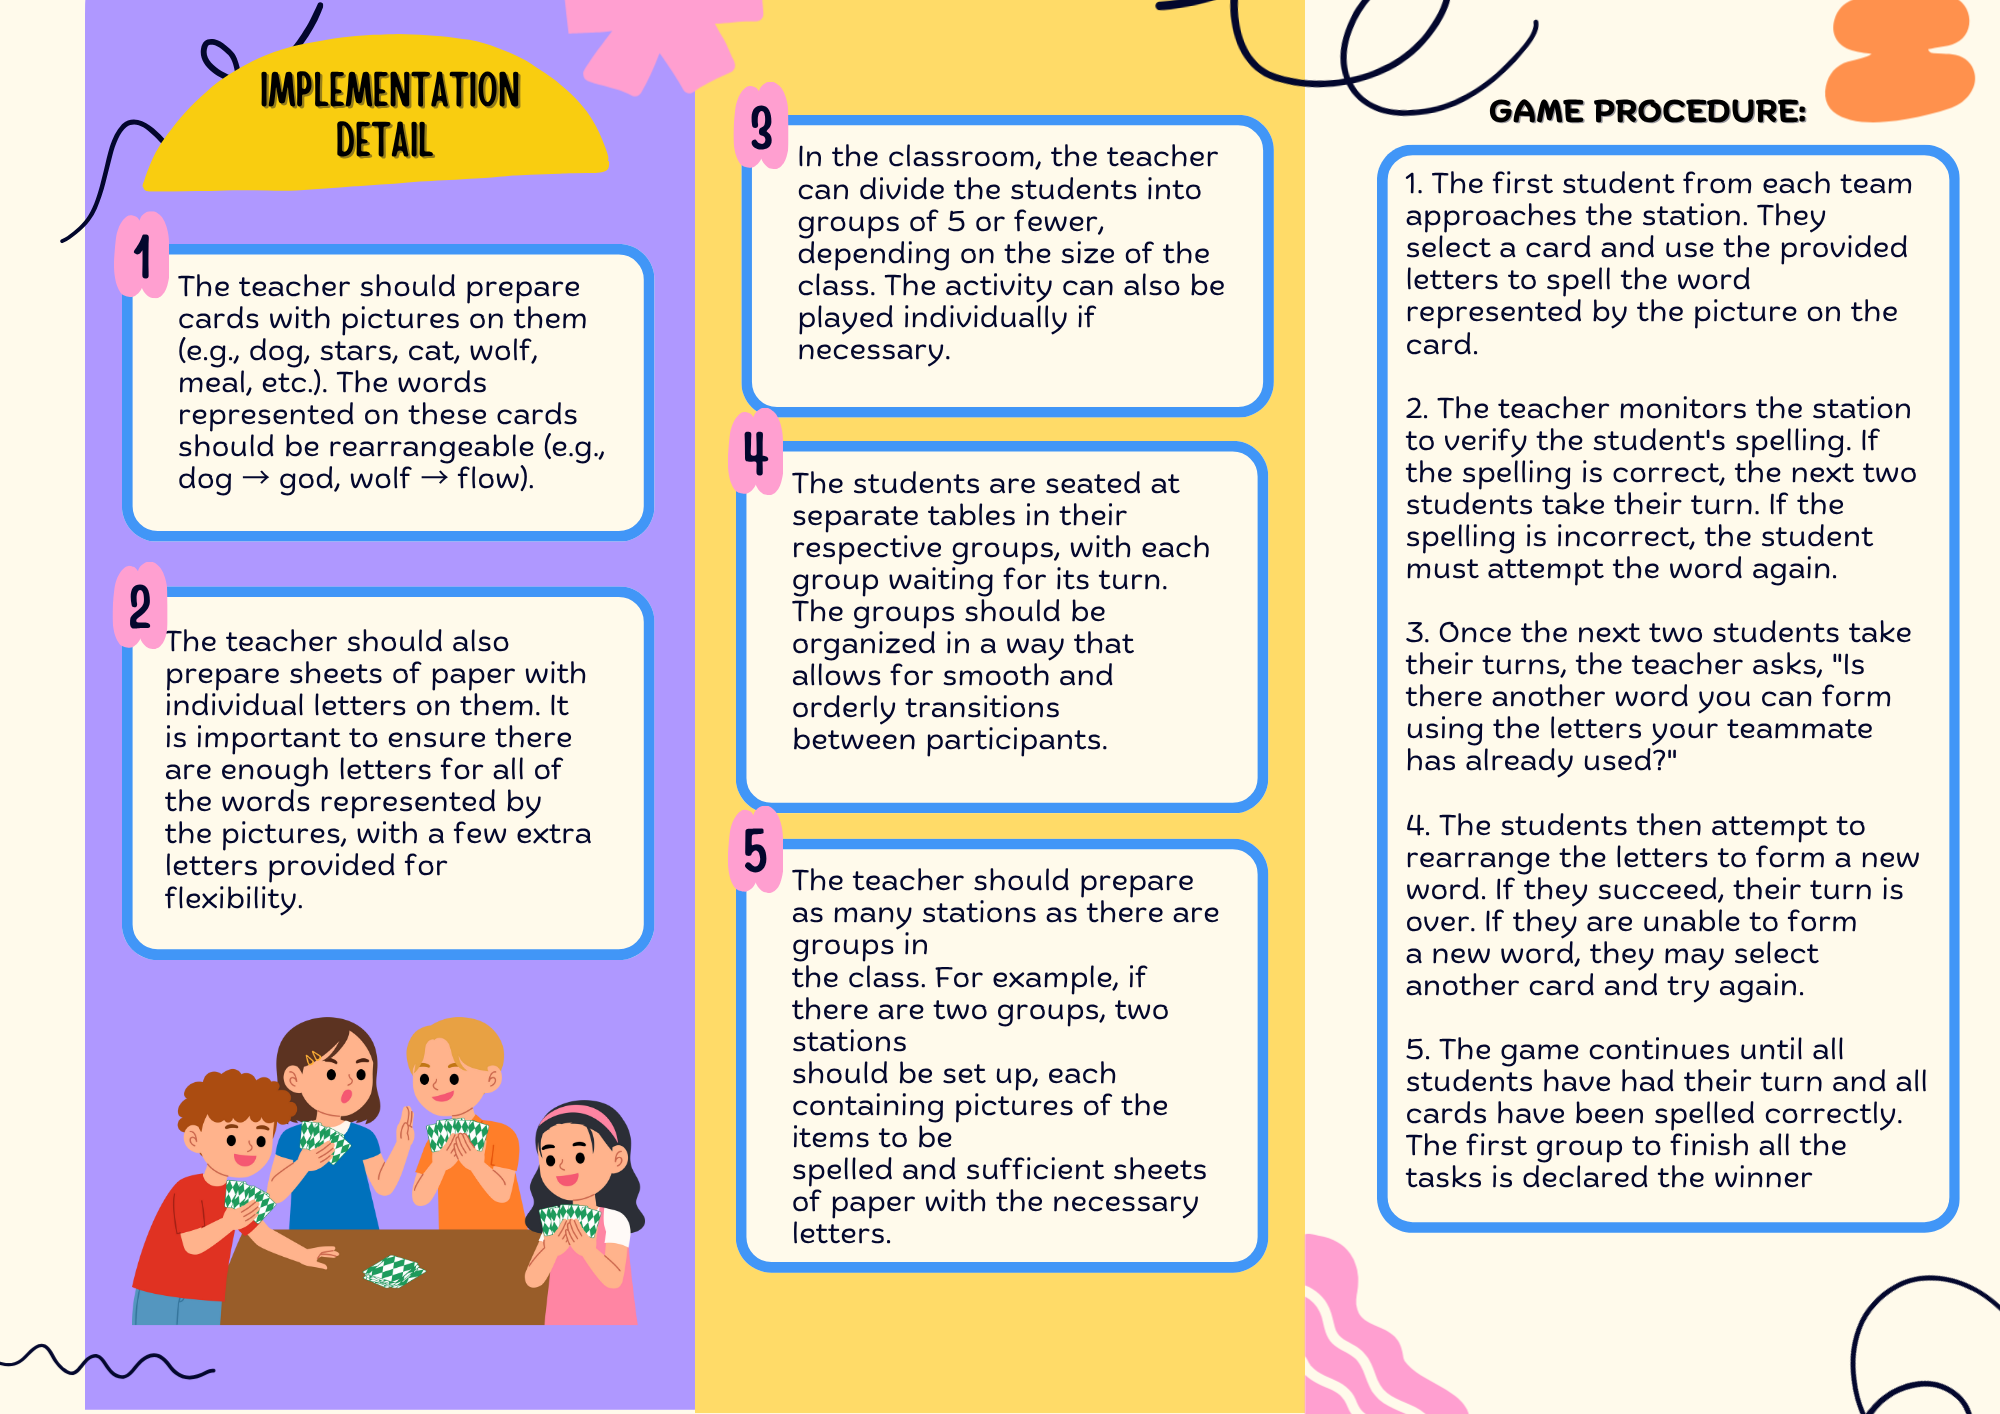 IMPLEMENTATION
DETAIL
1
The teacher should prepare
cards with pictures on them
(e.g., dog, stars, cat, wolf,
meal, etc.). The words
represented on these cards
should be rearrangeable (e.g.,
dog → god, wolf → flow).
2
The teacher should also
prepare sheets of paper with
individual letters on them. It
is important to ensure there
are enough letters for all of
the words represented by
the pictures, with a few extra
letters provided for
flexibility.
3
In the classroom, the teacher
can divide the students into
groups of 5 or fewer,
depending on the size of the
class. The activity can also be
played individually if
necessary.
4
The students are seated at
separate tables in their
respective groups, with each
group waiting for its turn.
The groups should be
organized in a way that
allows for smooth and
orderly transitions
between participants.
5
The teacher should prepare
as many stations as there are
groups in
the class. For example, if
there are two groups, two
stations
should be set up, each
containing pictures of the
items to be
spelled and sufficient sheets
of paper with the necessary
letters.
GAME PROCEDURE:
1. The first student from each team
approaches the station. They
select a card and use the provided
letters to spell the word
represented by the picture on the
card.
2. The teacher monitors the station
to verify the student's spelling. If
the spelling is correct, the next two
students take their turn. If the
spelling is incorrect, the student
must attempt the word again.
3. Once the next two students take
their turns, the teacher asks, "Is
there another word you can form
using the letters your teammate
has already used?"
4. The students then attempt to
rearrange the letters to form a new
word. If they succeed, their turn is
over. If they are unable to form
a new word, they may select
another card and try again.
5. The game continues until all
students have had their turn and all
cards have been spelled correctly.
The first group to finish all the
tasks is declared the winner